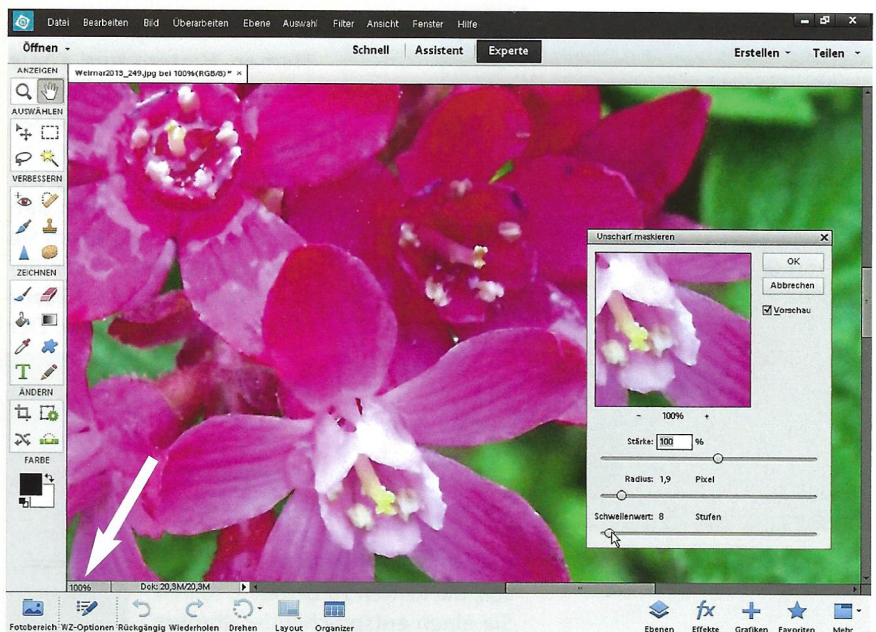 Datei Bearbeiten Bild Überarbeiten Ebene Auswahl Filter Ansicht Fenster Hilfe
Öffnen Schnell Assistent Experte Erstellen Teilen
ANZEIGEN
Weimar2013_249.jpg bei 100%(RGB/8) * ×
AUSWÄHLEN
VERBESSERN
ZEICHNEN
T
ÄNDERN
FARBE
Unscharf maskieren
OK
Abbrechen
Vorschau
- 100% +
Stärke: 100 %
Radius: 1,9 Pixel
Schwellenwert: 8 Stufen
100% Dok: 20,3M/20,3M
fx
Fotobereich WZ-Optionen Rückgängig Wiederholen Drehen Layout Organizer Ebenen Effekte Grafiken Favoriten Mehr